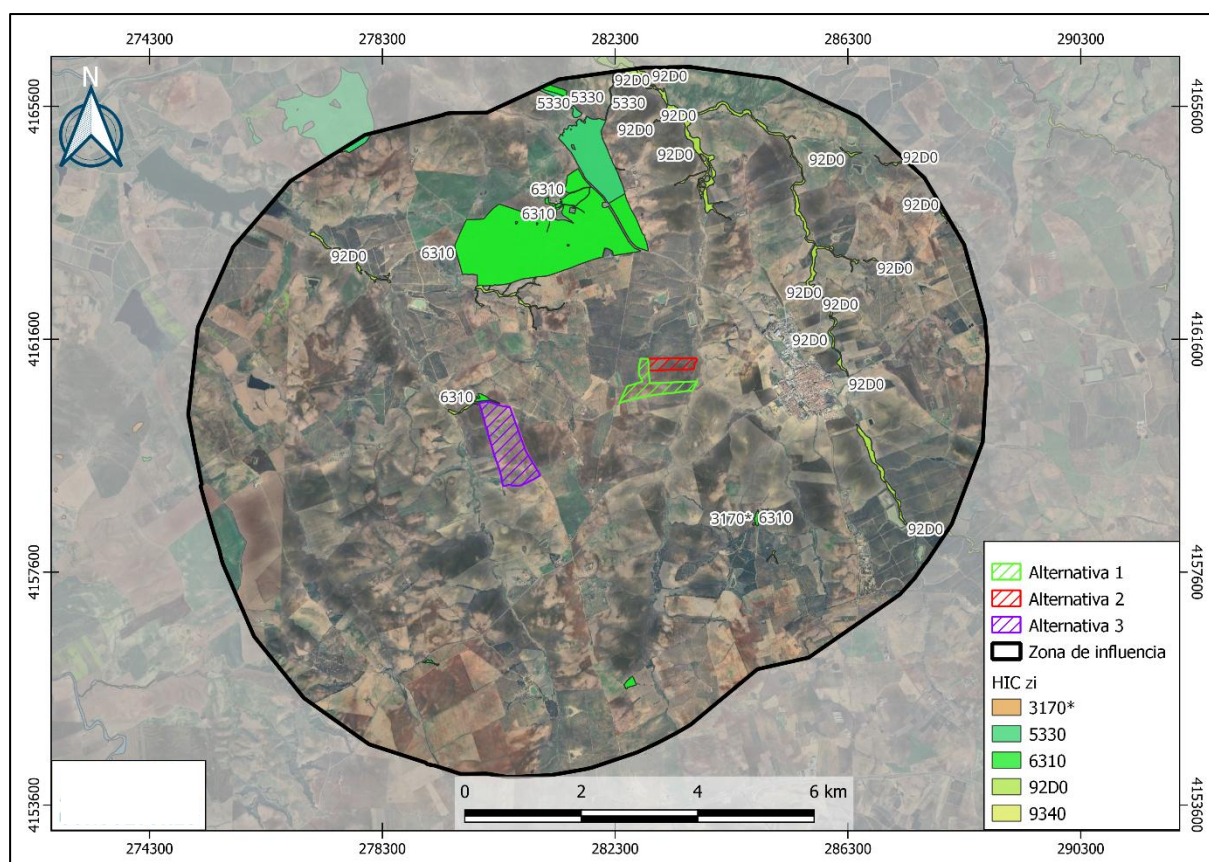 274300 278300 282300 286300 290300
N
92D0
92D0
5330
5330
5330
4165600
4165600
92D0
92D0
92D0
92D0
92D0
6310
6310
92D0
6310
92D0
92D0
92D0
92D0
4161600
92D0
4161600
92D0
6310
3170* 6310
92D0
4157600
4157600
Alternativa 1
Alternativa 2
Alternativa 3
Zona de influencia
HIC zi
3170*
5330
6310
92D0
9340
0 2 4 6 km
4153600
4153600
274300 278300 282300 286300 290300